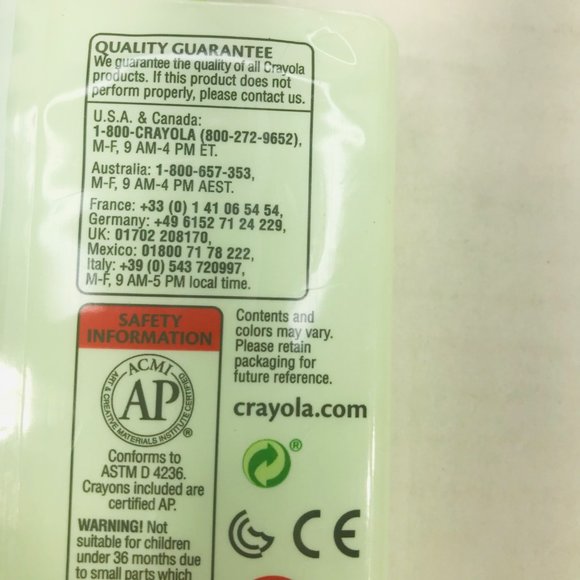 QUALITY GUARANTEE
We guarantee the quality of all Crayola
products. If this product does not
perform properly, please contact us.
U.S.A. & Canada:
1-800-CRAYOLA (800-272-9652),
M-F, 9 AM-4 PM ET.
Australia: 1-800-657-353,
M-F, 9 AM-4 PM AEST.
France: +33 (0) 1 41 06 54 54,
Germany: +49 6152 71 24 229,
UK: 01702 208170,
Mexico: 01800 71 78 222,
Italy: +39 (0) 543 720997,
M-F, 9 AM-5 PM local time.
SAFETY
INFORMATION
ACMI
AP
ART & CREATIVE MATERIALS INSTITUTE CERTIFIED
®
Conforms to
ASTM D 4236.
Crayons included are
certified AP.
WARNING! Not
suitable for children
under 36 months due
to small parts which
Contents and
colors may vary.
Please retain
packaging for
future reference.
crayola.com
®
CE